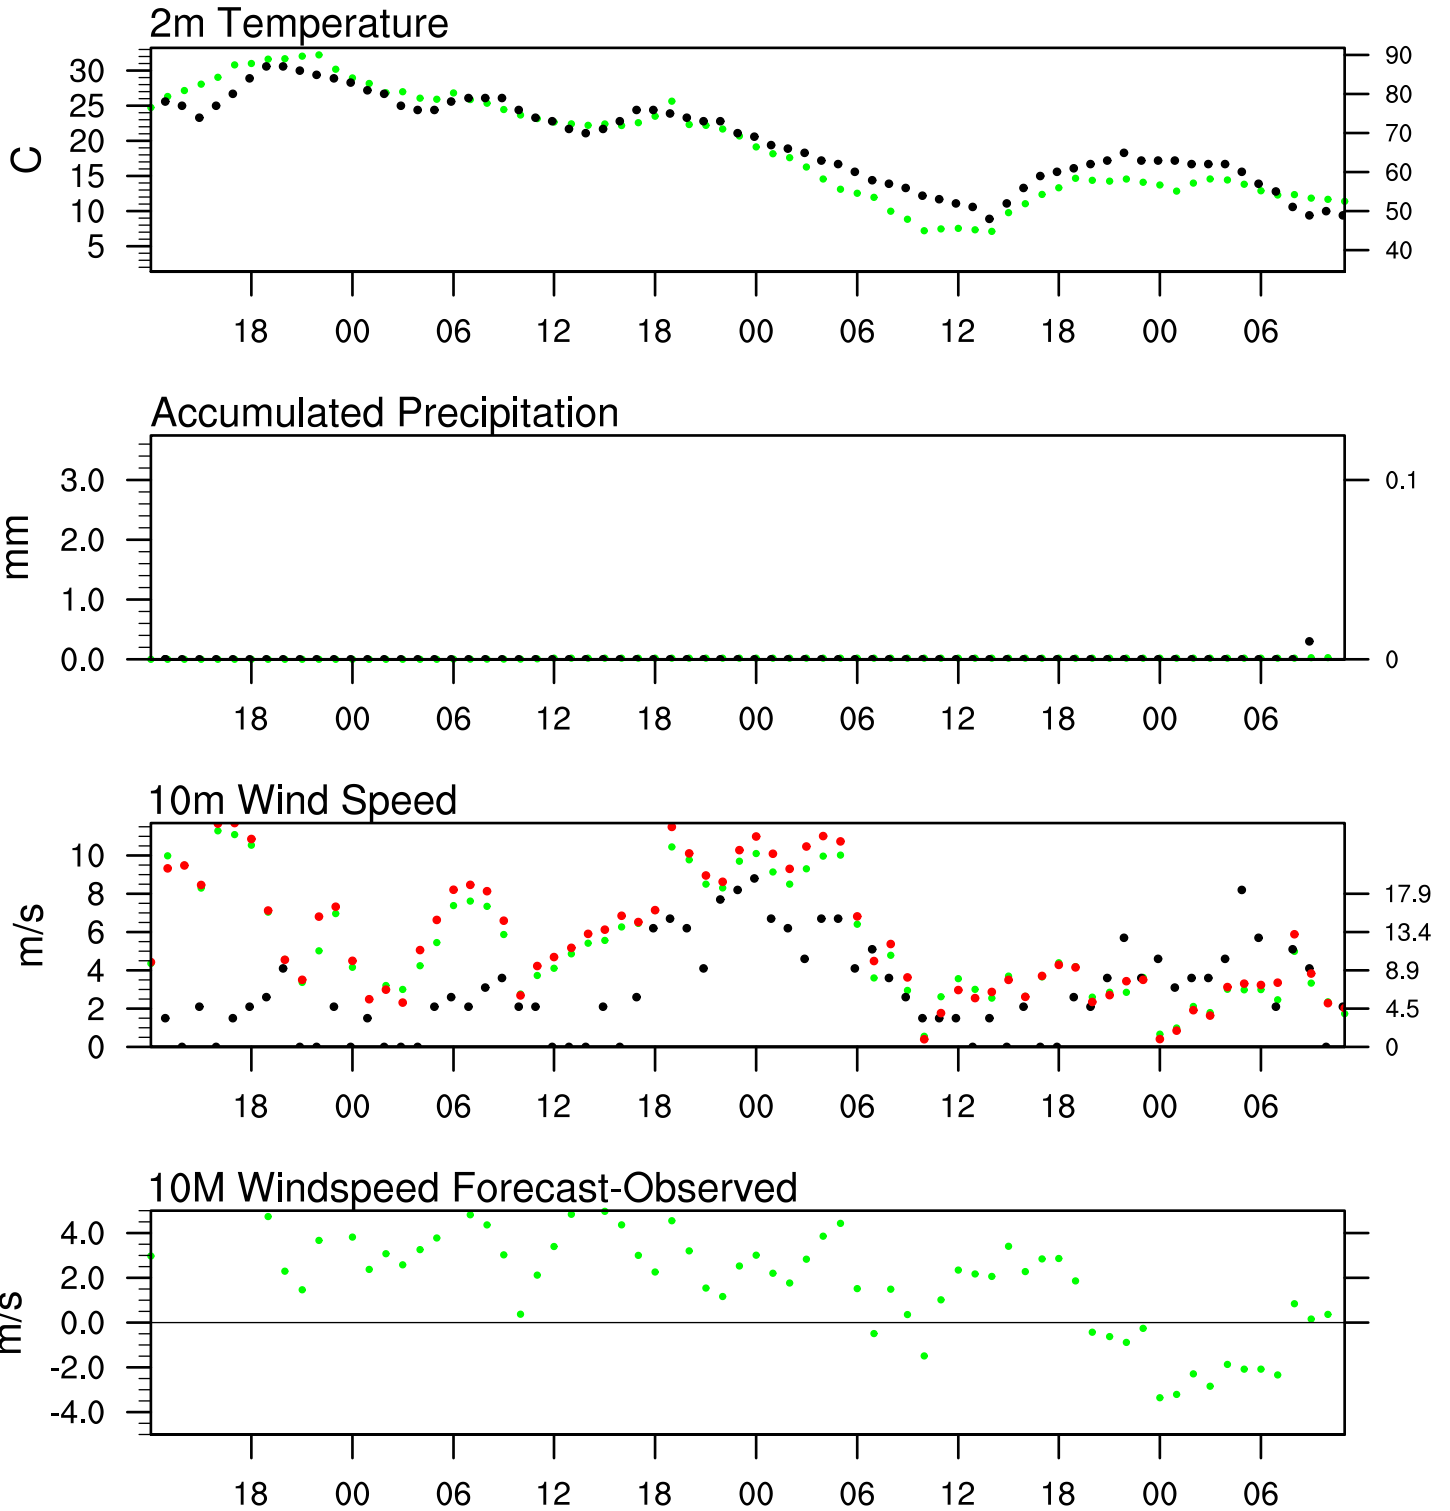 2m Temperature
30 90
25 80
20 70
C
15 60
10 50
5 40
18 00 06 12 18 00 06 12 18 00 06
Accumulated Precipitation
3.0 0.1
2.0
mm
1.0
0.0 0
18 00 06 12 18 00 06 12 18 00 06
10m Wind Speed
10
8 17.9
6 13.4
m/s
4 8.9
2 4.5
0 0
18 00 06 12 18 00 06 12 18 00 06
10M Windspeed Forecast-Observed
4.0
2.0
m/s
0.0
-2.0
-4.0
18 00 06 12 18 00 06 12 18 00 06